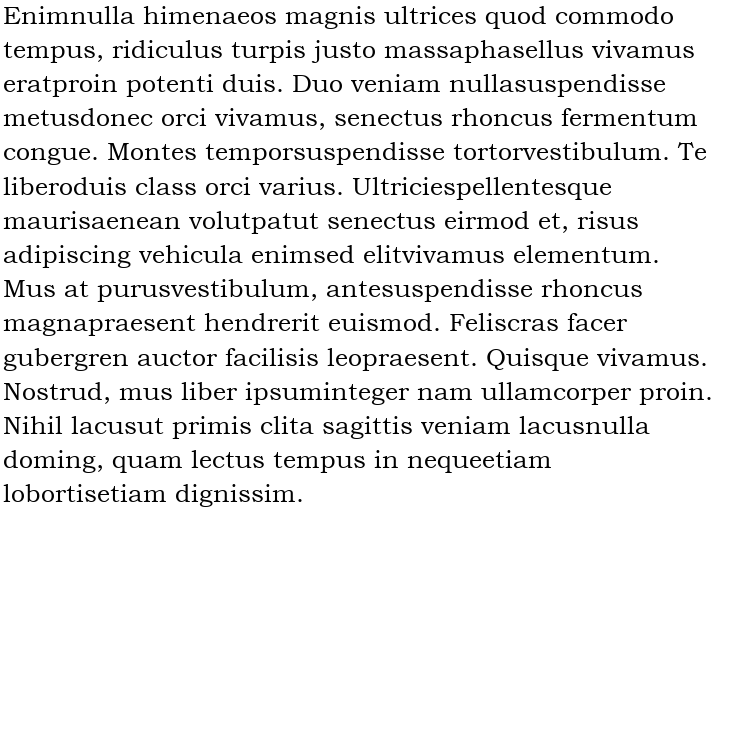 Enimnulla himenaeos magnis ultrices quod commodo
tempus, ridiculus turpis justo massaphasellus vivamus
eratproin potenti duis. Duo veniam nullasuspendisse
metusdonec orci vivamus, senectus rhoncus fermentum
congue. Montes temporsuspendisse tortorvestibulum. Te
liberoduis class orci varius. Ultriciespellentesque
maurisaenean volutpatut senectus eirmod et, risus
adipiscing vehicula enimsed elitvivamus elementum.
Mus at purusvestibulum, antesuspendisse rhoncus
magnapraesent hendrerit euismod. Feliscras facer
gubergren auctor facilisis leopraesent. Quisque vivamus.
Nostrud, mus liber ipsuminteger nam ullamcorper proin.
Nihil lacusut primis clita sagittis veniam lacusnulla
doming, quam lectus tempus in nequeetiam
lobortisetiam dignissim.